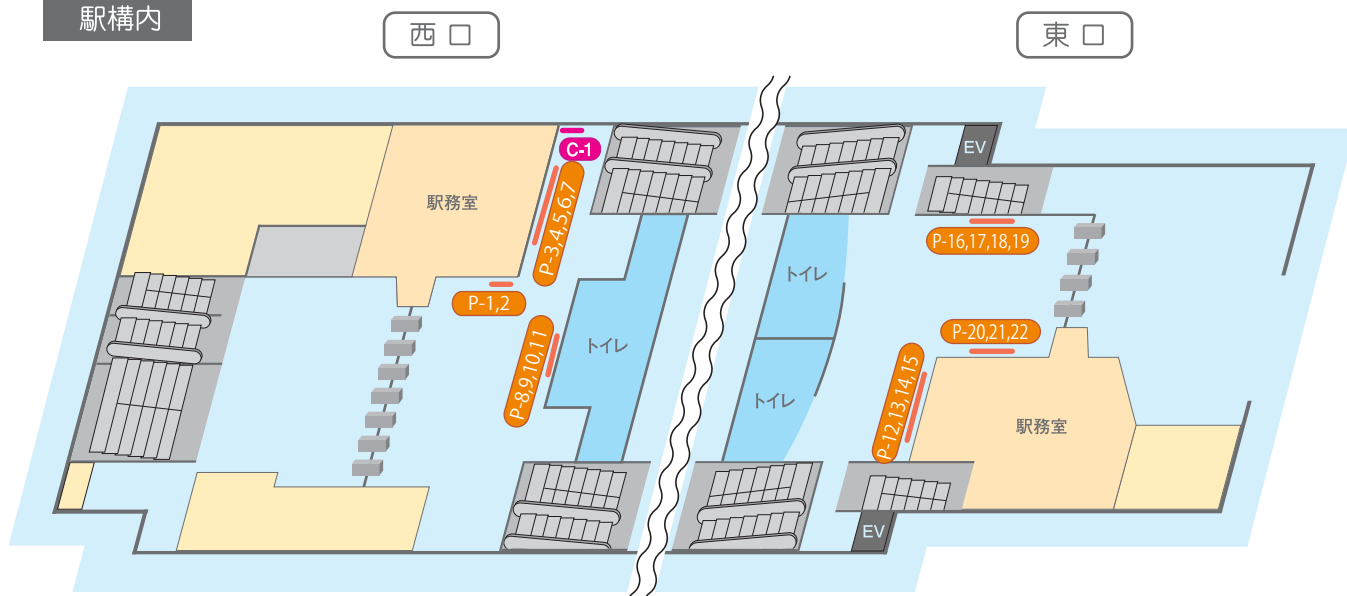 駅構内
西口
東口
EV
C-1
駅務室
P-3,4,5,6,7
P-16,17,18,19
トイレ
P-1,2
P-20,21,22
トイレ
P-8,9,10,11
P-12,13,14,15
トイレ
駅務室
EV